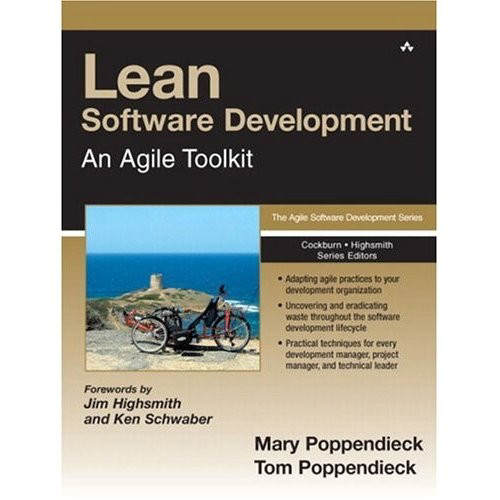 Lean
Software Development
An Agile Toolkit
The Agile Software Development Series
Cockburn • Highsmith
Series Editors
• Adapting agile practices to your
development organization
• Uncovering and eradicating
waste throughout the software
development lifecycle
• Practical techniques for every
development manager, project
manager, and technical leader
Forewords by
Jim Highsmith
and Ken Schwaber
Mary Poppendieck
Tom Poppendieck